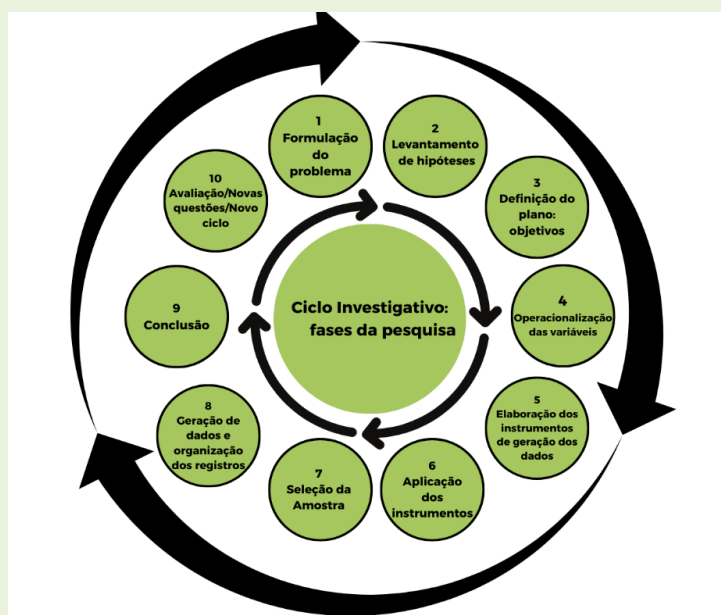 1
Formulação
do
problema
2
Levantamento
de hipóteses
3
Definição do
plano:
objetivos
4
Operacionalização
das variáveis
5
Elaboração dos
instrumentos
de geração dos
dados
6
Aplicação
dos
instrumentos
7
Seleção da
Amostra
8
Geração de
dados e
organização
dos registros
9
Conclusão
10
Avaliação/Novas
questões/Novo
ciclo
Ciclo Investigativo:
fases da pesquisa